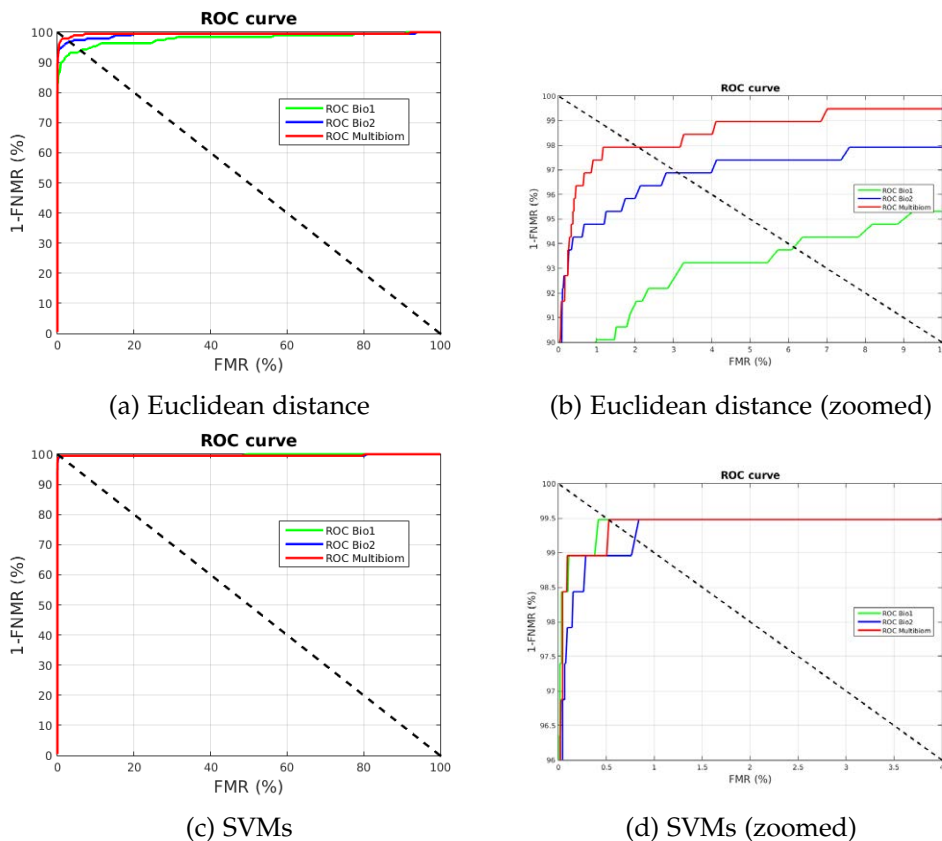 ROC curve
100
90
80
70
60
50
40
30
20
10
0
1-FNMR (%)
ROC Bio1
ROC Bio2
ROC Multibiom
0 20 40 60 80 100
FMR (%)
(a) Euclidean distance
ROC curve
100
99
98
97
96
95
94
93
92
91
90
1-FNMR (%)
ROC Bio1
ROC Bio2
ROC Multibiom
0 1 2 3 4 5 6 7 8 9 10
FMR (%)
(b) Euclidean distance (zoomed)
ROC curve
100
90
80
70
60
50
40
30
20
10
0
1-FNMR (%)
ROC Bio1
ROC Bio2
ROC Multibiom
0 20 40 60 80 100
FMR (%)
(c) SVMs
ROC curve
100
99.5
99
98.5
98
97.5
97
96.5
96
1-FNMR (%)
ROC Bio1
ROC Bio2
ROC Multibiom
0 0.5 1 1.5 2 2.5 3 3.5 4
FMR (%)
(d) SVMs (zoomed)